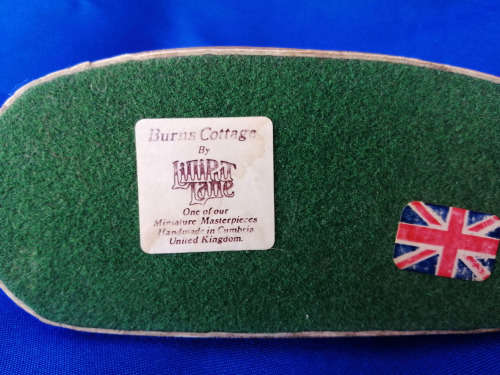 Burns Cottage
By
LILLIPUT
LANE
One of our
Miniature Masterpieces
Handmade in Cumbria
United Kingdom.